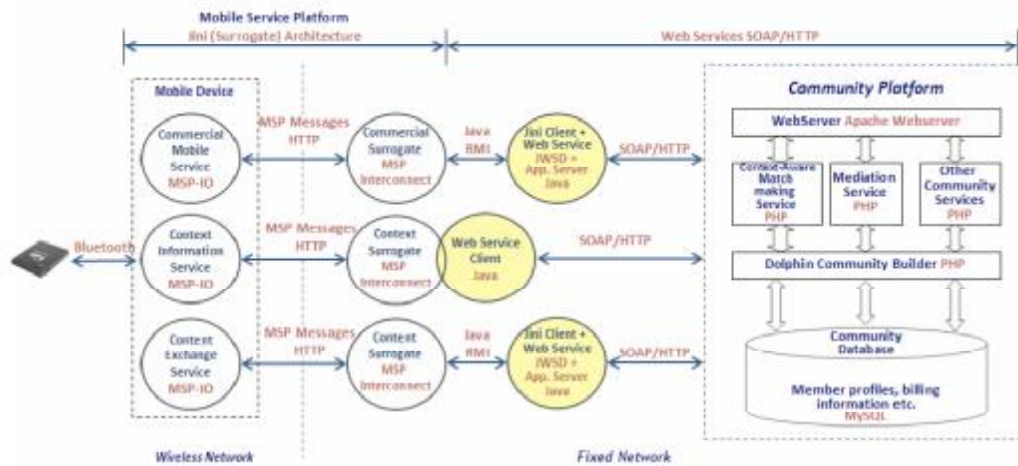 Mobile Service Platform
Jini (Surrogate) Architecture
Web Services SOAP/HTTP
Mobile Device
Community Platform
Commercial
Mobile
Service
MSP-IO
MSP Messages
HTTP
Commercial
Surrogate
MSP
Interconnect
Java
RMI
Jini Client +
Web Service
JWSD +
App. Server
Java
SOAP/HTTP
WebServer Apache Webserver
Context-Aware
Match
making
Service
PHP
Mediation
Service
PHP
Other
Community
Services
PHP
Bluetooth
Context
Information
Service
MSP-IO
MSP Messages
HTTP
Context
Surrogate
MSP
Interconnect
Web Service
Client
Java
SOAP/HTTP
Dolphin Community Builder PHP
Content
Exchange
Service
MSP-IO
MSP Messages
HTTP
Content
Surrogate
MSP
Interconnect
Java
RMI
Jini Client +
Web Service
JWSD +
App. Server
Java
SOAP/HTTP
Community
Database
Member profiles, billing
information etc.
MySQL
Wireless Network
Fixed Network